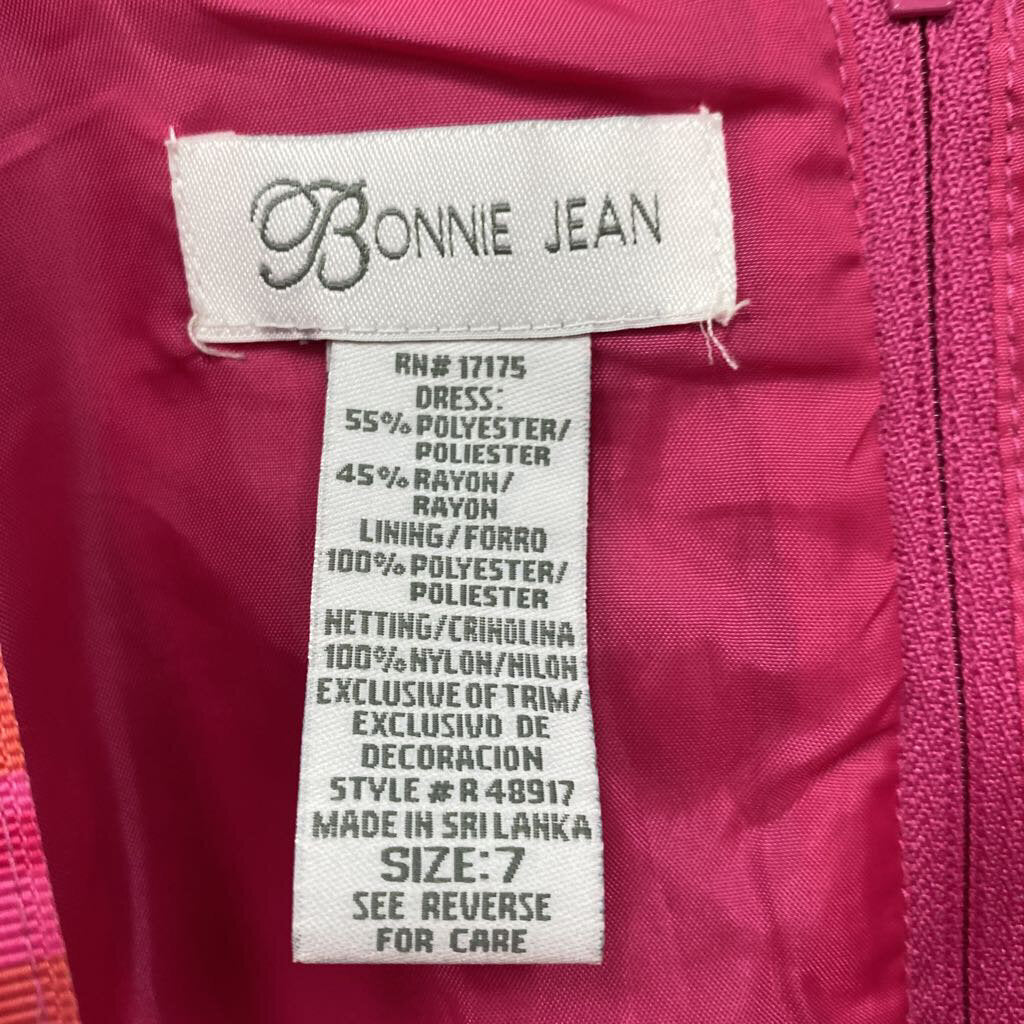 BONNIE JEAN
RN# 17175
DRESS:
55% POLYESTER/
POLIESTER
45% RAYON/
RAYON
LINING/FORRO
100% POLYESTER/
POLIESTER
NETTING/CRINOLINA
100% NYLON/NILON
EXCLUSIVE OF TRIM/
EXCLUSIVO DE
DECORACION
STYLE # R 48917
MADE IN SRI LANKA
SIZE: 7
SEE REVERSE
FOR CARE